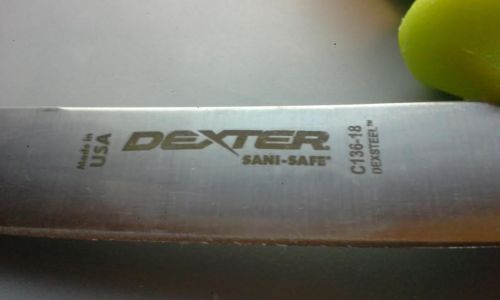 Made in
USA
DEXTER®
SANI-SAFE®
C136-18
DEXSTEEL™